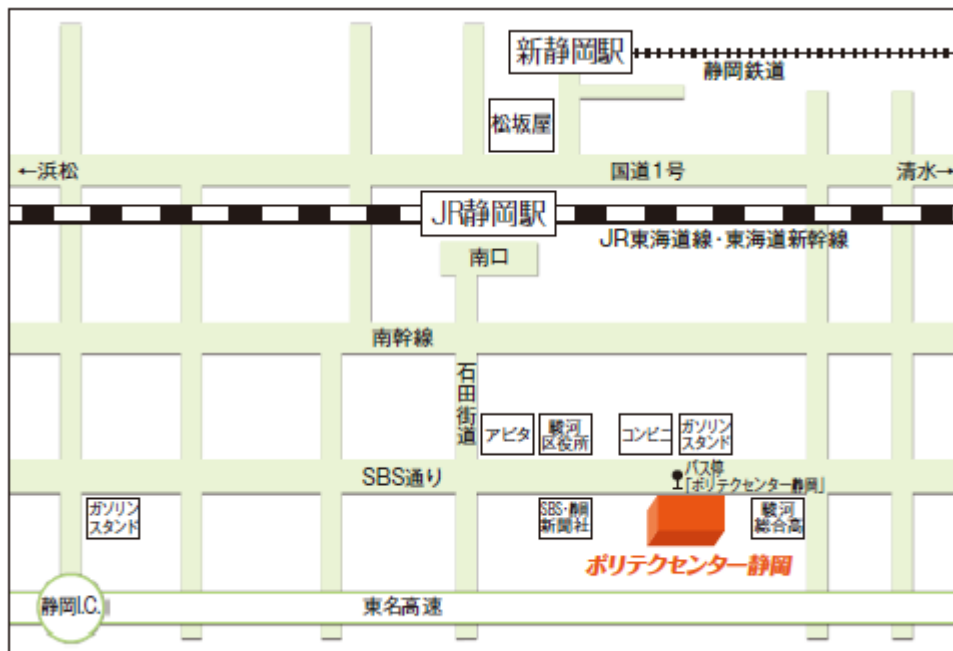 新静岡駅
静岡鉄道
松坂屋
←浜松
国道1号
清水→
JR静岡駅
JR東海道線・東海道新幹線
南口
南幹線
石田街道
アピタ
駿河
区役所
コンビニ
ガソリン
スタンド
SBS通り
バス停
「ポリテクセンター静岡」
ガソリン
スタンド
SBS・静岡
新聞社
駿河
総合高
ポリテクセンター静岡
静岡I.C.
東名高速